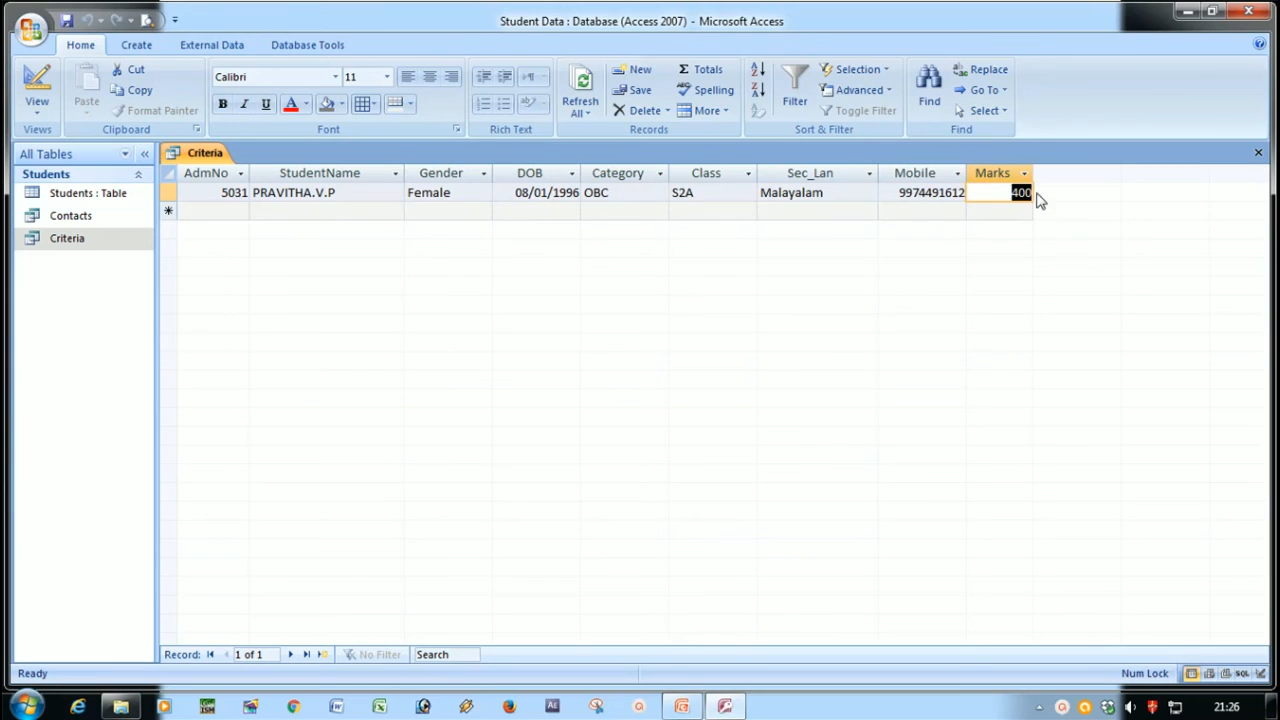 Student Data : Database (Access 2007) - Microsoft Access
Home Create External Data Database Tools
View
Views
Paste
Cut
Copy
Format Painter
Clipboard
Calibri 11
B I U A
Font
Rich Text
Refresh All
New
Save
Delete
Totals
Spelling
More
Records
Filter
Selection
Advanced
Toggle Filter
Sort & Filter
Find
Replace
Go To
Select
Find
All Tables
Students
Students : Table
Contacts
Criteria
Criteria
AdmNo StudentName Gender DOB Category Class Sec_Lan Mobile Marks
5031 PRAVITHA.V.P Female 08/01/1996 OBC S2A Malayalam 9974491612 400
Record: 1 of 1 No Filter Search
Ready Num Lock SQL
21:26